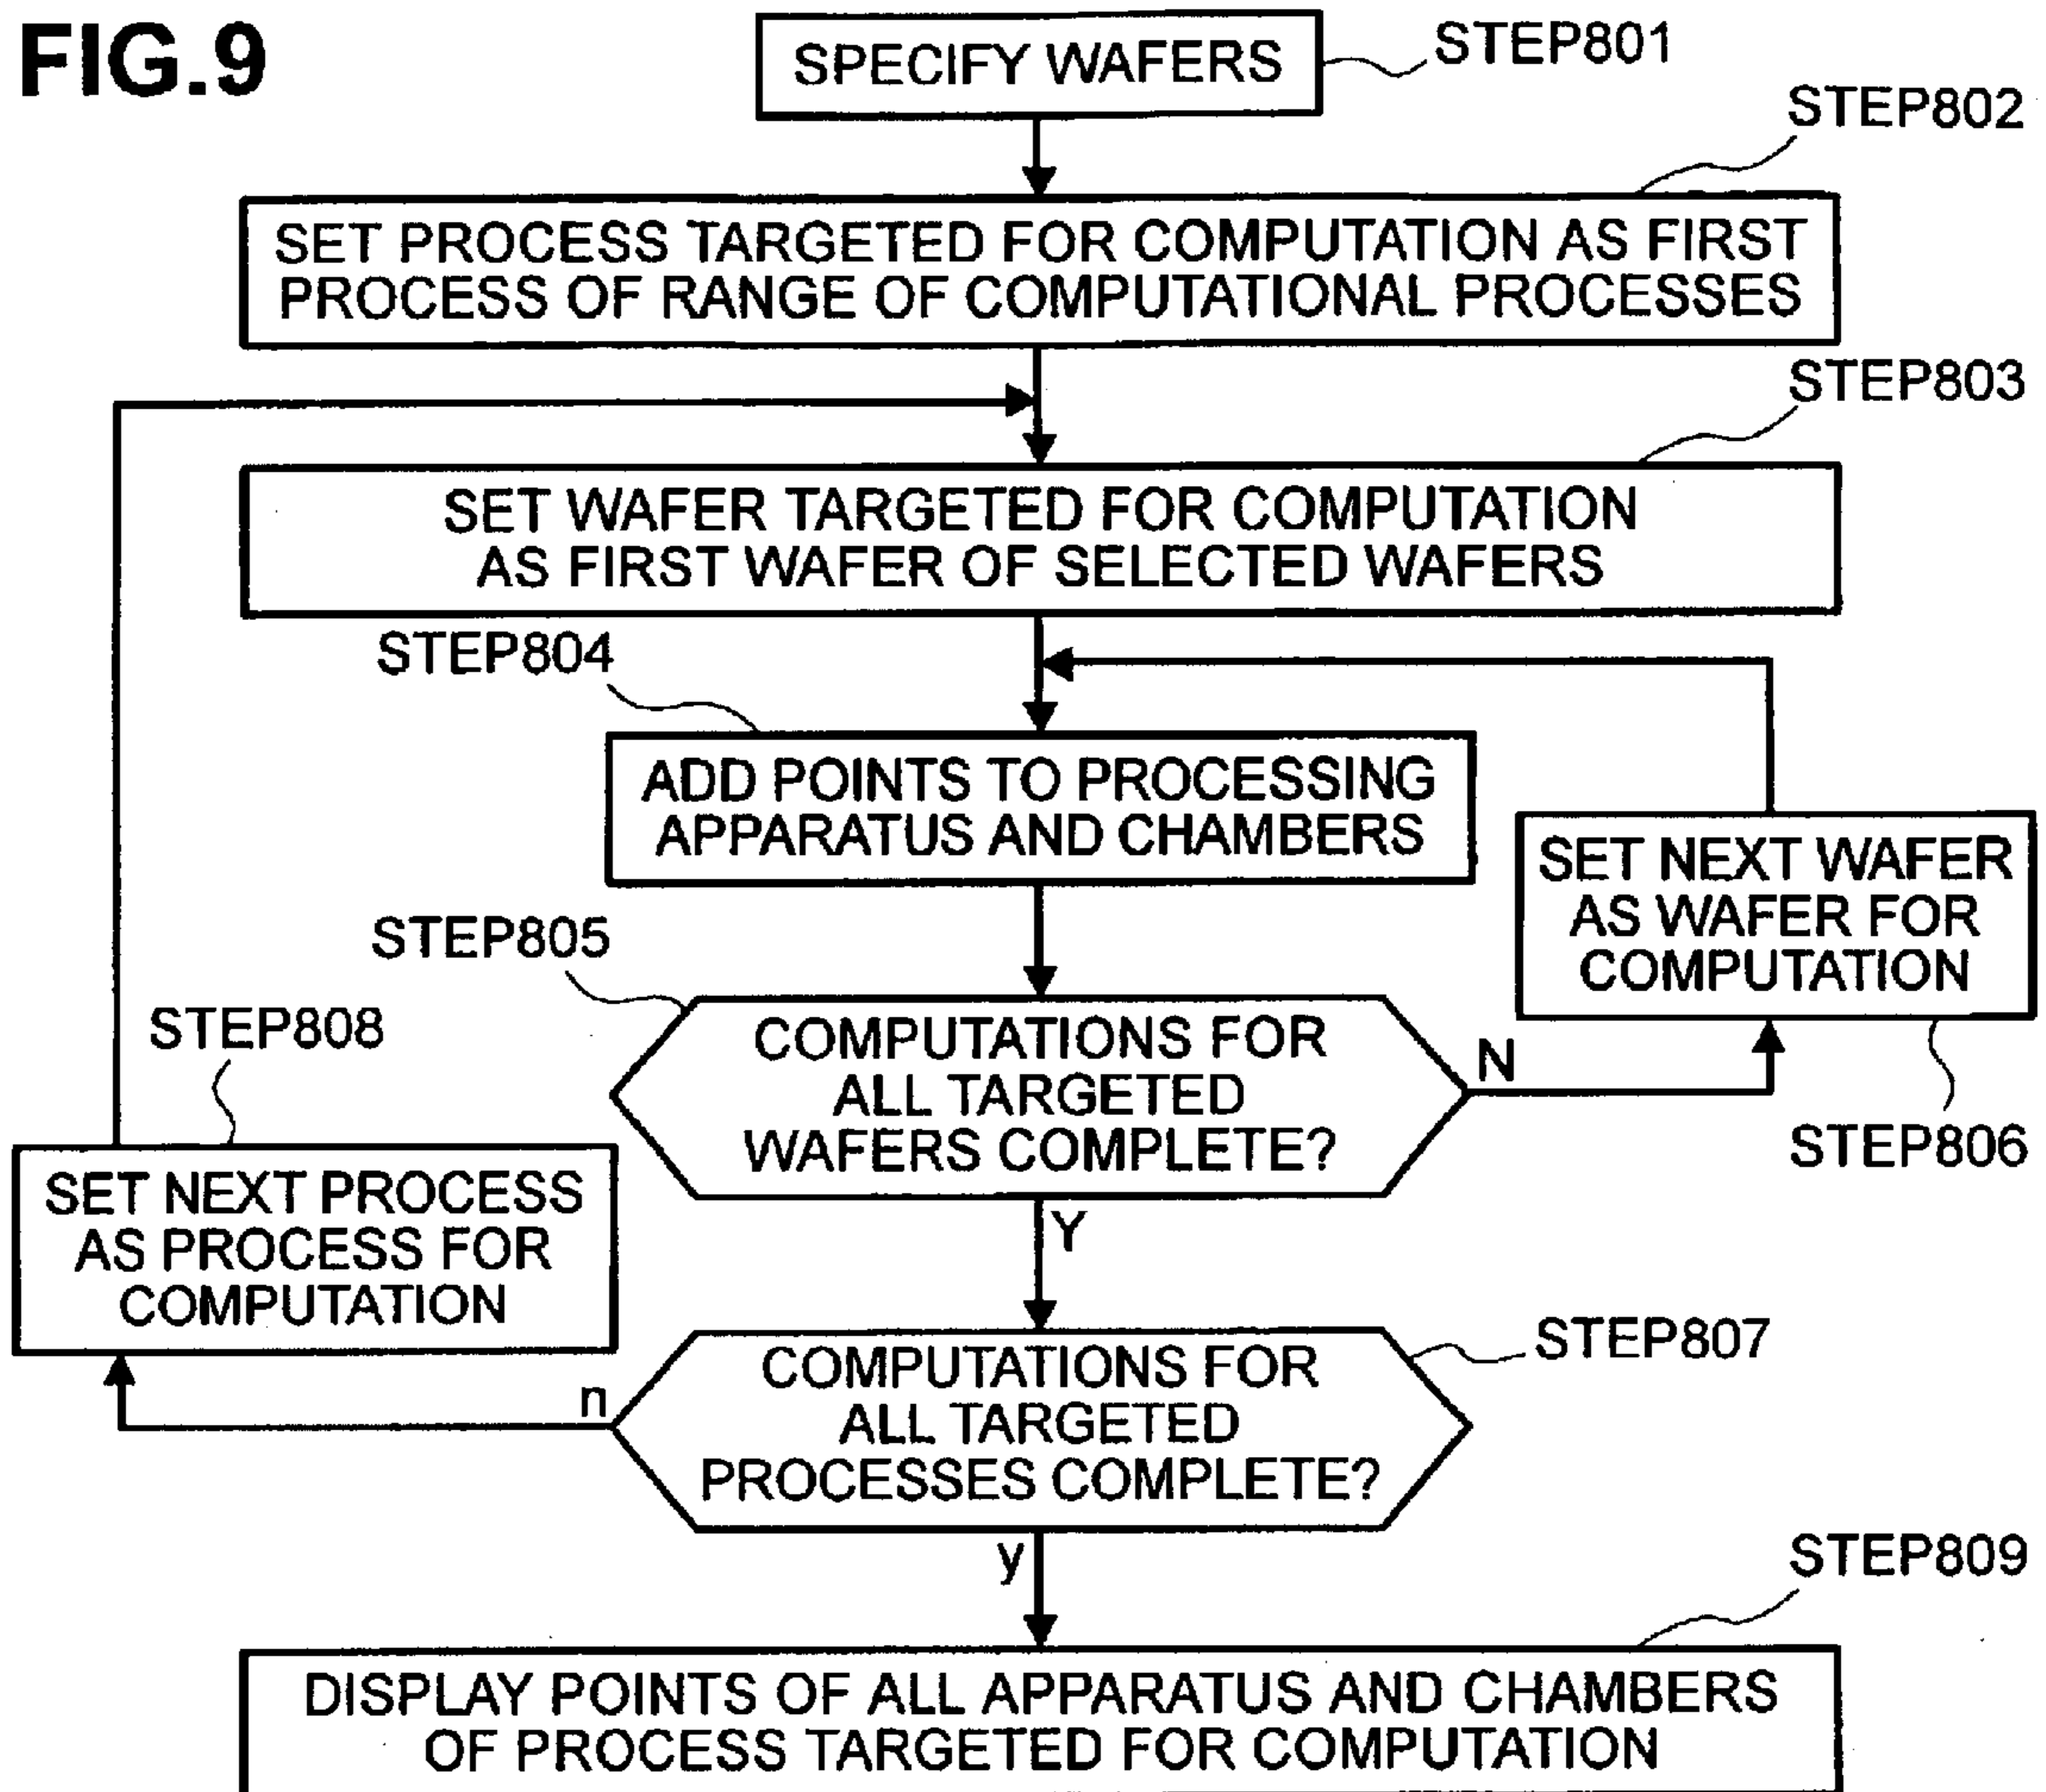 FIG.9
SPECIFY WAFERS
STEP801
STEP802
SET PROCESS TARGETED FOR COMPUTATION AS FIRST
PROCESS OF RANGE OF COMPUTATIONAL PROCESSES
STEP803
SET WAFER TARGETED FOR COMPUTATION
AS FIRST WAFER OF SELECTED WAFERS
STEP804
ADD POINTS TO PROCESSING
APPARATUS AND CHAMBERS
SET NEXT WAFER
AS WAFER FOR
COMPUTATION
STEP805
STEP808
COMPUTATIONS FOR
ALL TARGETED
WAFERS COMPLETE?
N
STEP806
SET NEXT PROCESS
AS PROCESS FOR
COMPUTATION
Y
STEP807
COMPUTATIONS FOR
ALL TARGETED
PROCESSES COMPLETE?
n
y
STEP809
DISPLAY POINTS OF ALL APPARATUS AND CHAMBERS
OF PROCESS TARGETED FOR COMPUTATION